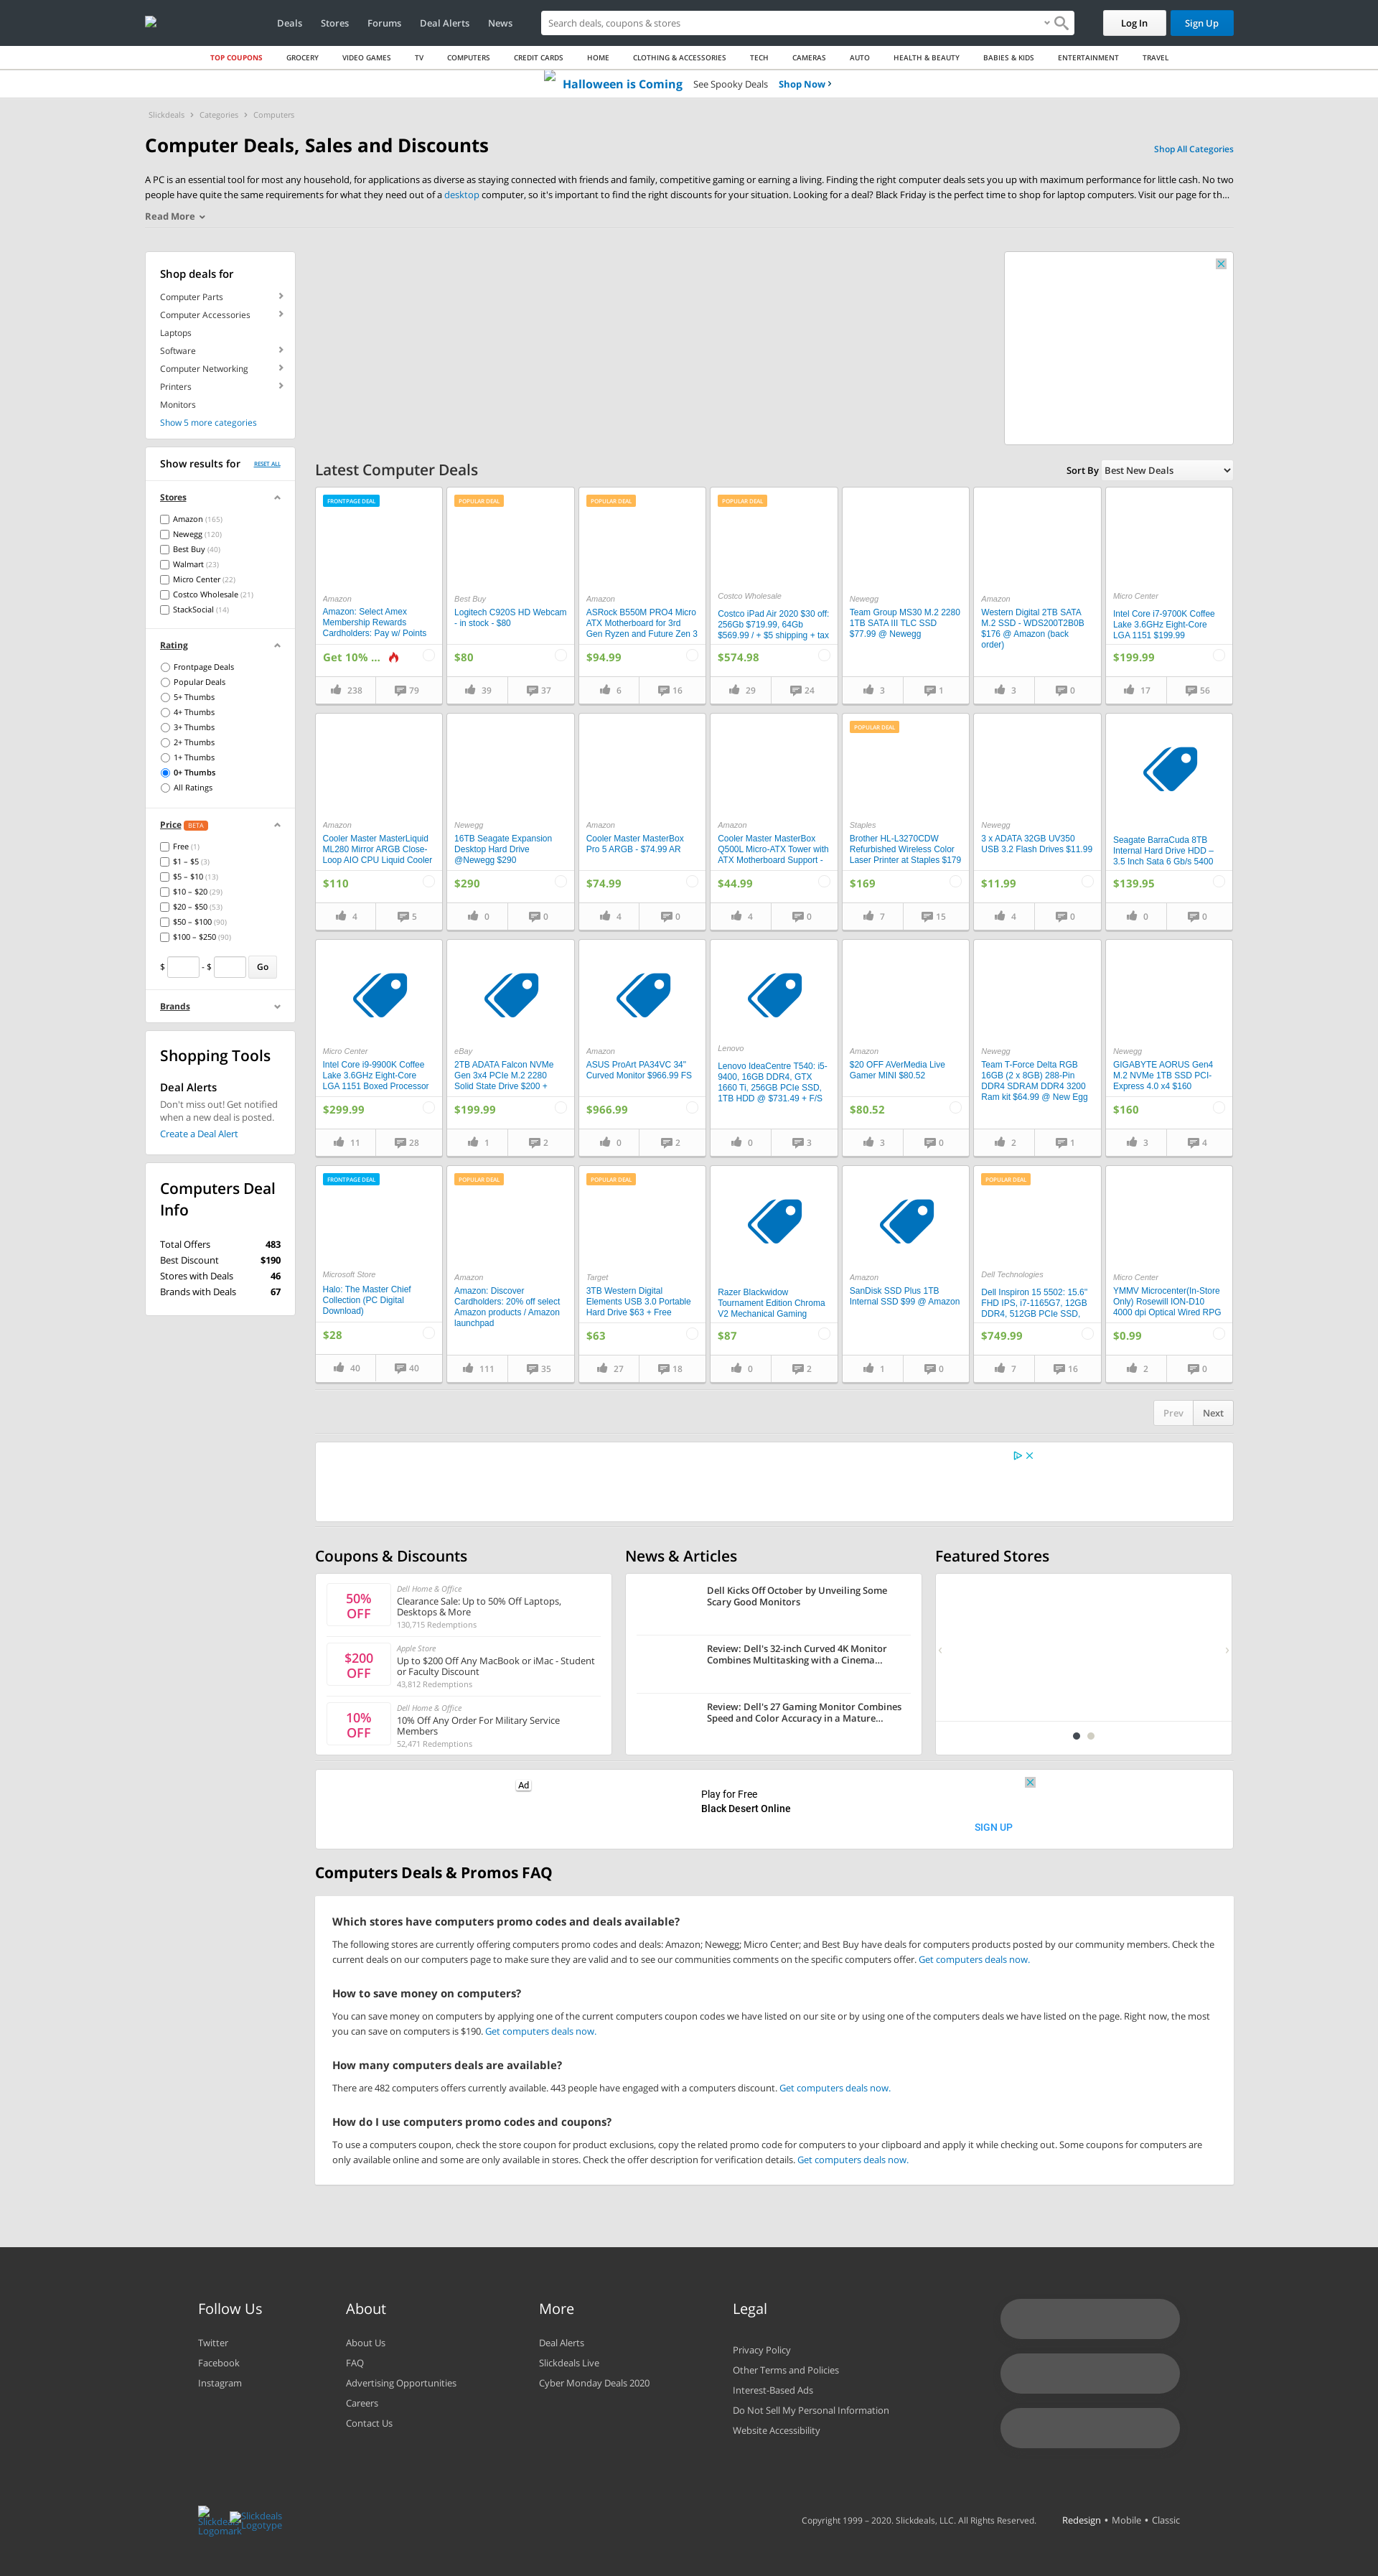 Deals Stores Forums Deal Alerts News
Search deals, coupons & stores
Log In
Sign Up
TOP COUPONS GROCERY VIDEO GAMES TV COMPUTERS CREDIT CARDS HOME CLOTHING & ACCESSORIES TECH CAMERAS AUTO HEALTH & BEAUTY BABIES & KIDS ENTERTAINMENT TRAVEL
Halloween is Coming See Spooky Deals Shop Now
Slickdeals Categories Computers
Computer Deals, Sales and Discounts
Shop All Categories
A PC is an essential tool for most any household, for applications as diverse as staying connected with friends and family, competitive gaming or earning a living. Finding the right computer deals sets you up with maximum performance for little cash. No two
people have quite the same requirements for what they need out of a desktop computer, so it's important to find the right discounts for your situation. Looking for a deal? Black Friday is the perfect time to shop for laptop computers. Visit our page for th...
Read More
Shop deals for
Computer Parts
Computer Accessories
Laptops
Software
Computer Networking
Printers
Monitors
Show 5 more categories
Show results for RESET ALL
Stores
Amazon (165)
Newegg (120)
Best Buy (40)
Walmart (23)
Micro Center (22)
Costco Wholesale (21)
StackSocial (14)
Rating
Frontpage Deals
Popular Deals
5+ Thumbs
4+ Thumbs
3+ Thumbs
2+ Thumbs
1+ Thumbs
0+ Thumbs
All Ratings
Price BETA
Free (1)
$1 – $5 (3)
$5 – $10 (13)
$10 – $20 (29)
$20 – $50 (53)
$50 – $100 (90)
$100 – $250 (90)
$ - $ Go
Brands
Shopping Tools
Deal Alerts
Don't miss out! Get notified
when a new deal is posted.
Create a Deal Alert
Computers Deal
Info
Total Offers 483
Best Discount $190
Stores with Deals 46
Brands with Deals 67
Latest Computer Deals
Sort By Best New Deals
FRONTPAGE DEAL
Amazon
Amazon: Select Amex
Membership Rewards
Cardholders: Pay w/ Points
Get 10% ...
238 79
POPULAR DEAL
Best Buy
Logitech C920S HD Webcam
- in stock - $80
$80
39 37
POPULAR DEAL
Amazon
ASRock B550M PRO4 Micro
ATX Motherboard for 3rd
Gen Ryzen and Future Zen 3
$94.99
6 16
POPULAR DEAL
Costco Wholesale
Costco iPad Air 2020 $30 off:
256Gb $719.99, 64Gb
$569.99 / + $5 shipping + tax
$574.98
29 24
Newegg
Team Group MS30 M.2 2280
1TB SATA III TLC SSD
$77.99 @ Newegg
3 1
Amazon
Western Digital 2TB SATA
M.2 SSD - WDS200T2B0B
$176 @ Amazon (back
order)
3 0
Micro Center
Intel Core i7-9700K Coffee
Lake 3.6GHz Eight-Core
LGA 1151 $199.99
$199.99
17 56
Amazon
Cooler Master MasterLiquid
ML280 Mirror ARGB Close-
Loop AIO CPU Liquid Cooler
$110
4 5
Newegg
16TB Seagate Expansion
Desktop Hard Drive
@Newegg $290
$290
0 0
Amazon
Cooler Master MasterBox
Pro 5 ARGB - $74.99 AR
$74.99
4 0
Amazon
Cooler Master MasterBox
Q500L Micro-ATX Tower with
ATX Motherboard Support -
$44.99
4 0
POPULAR DEAL
Staples
Brother HL-L3270CDW
Refurbished Wireless Color
Laser Printer at Staples $179
$169
7 15
Newegg
3 x ADATA 32GB UV350
USB 3.2 Flash Drives $11.99
$11.99
4 0
Seagate BarraCuda 8TB
Internal Hard Drive HDD –
3.5 Inch Sata 6 Gb/s 5400
$139.95
0 0
Micro Center
Intel Core i9-9900K Coffee
Lake 3.6GHz Eight-Core
LGA 1151 Boxed Processor
$299.99
11 28
eBay
2TB ADATA Falcon NVMe
Gen 3x4 PCIe M.2 2280
Solid State Drive $200 +
$199.99
1 2
Amazon
ASUS ProArt PA34VC 34"
Curved Monitor $966.99 FS
$966.99
0 2
Lenovo
Lenovo IdeaCentre T540: i5-
9400, 16GB DDR4, GTX
1660 Ti, 256GB PCIe SSD,
1TB HDD @ $731.49 + F/S
0 3
Amazon
$20 OFF AVerMedia Live
Gamer MINI $80.52
$80.52
3 0
Newegg
Team T-Force Delta RGB
16GB (2 x 8GB) 288-Pin
DDR4 SDRAM DDR4 3200
Ram kit $64.99 @ New Egg
2 1
Newegg
GIGABYTE AORUS Gen4
M.2 NVMe 1TB SSD PCI-
Express 4.0 x4 $160
$160
3 4
FRONTPAGE DEAL
Microsoft Store
Halo: The Master Chief
Collection (PC Digital
Download)
$28
40 40
POPULAR DEAL
Amazon
Amazon: Discover
Cardholders: 20% off select
Amazon products / Amazon
launchpad
111 35
POPULAR DEAL
Target
3TB Western Digital
Elements USB 3.0 Portable
Hard Drive $63 + Free
$63
27 18
Razer Blackwidow
Tournament Edition Chroma
V2 Mechanical Gaming
$87
0 2
Amazon
SanDisk SSD Plus 1TB
Internal SSD $99 @ Amazon
1 0
POPULAR DEAL
Dell Technologies
Dell Inspiron 15 5502: 15.6"
FHD IPS, i7-1165G7, 12GB
DDR4, 512GB PCIe SSD,
$749.99
7 16
Micro Center
YMMV Microcenter(In-Store
Only) Rosewill ION-D10
4000 dpi Optical Wired RPG
$0.99
2 0
Prev Next
Coupons & Discounts
50%
OFF
Dell Home & Office
Clearance Sale: Up to 50% Off Laptops,
Desktops & More
130,715 Redemptions
$200
OFF
Apple Store
Up to $200 Off Any MacBook or iMac - Student
or Faculty Discount
43,812 Redemptions
10%
OFF
Dell Home & Office
10% Off Any Order For Military Service
Members
52,471 Redemptions
News & Articles
Dell Kicks Off October by Unveiling Some
Scary Good Monitors
Review: Dell's 32-inch Curved 4K Monitor
Combines Multitasking with a Cinema...
Review: Dell's 27 Gaming Monitor Combines
Speed and Color Accuracy in a Mature...
Featured Stores
Ad
Play for Free
Black Desert Online
SIGN UP
Computers Deals & Promos FAQ
Which stores have computers promo codes and deals available?
The following stores are currently offering computers promo codes and deals: Amazon; Newegg; Micro Center; and Best Buy have deals for computers products posted by our community members. Check the
current deals on our computers page to make sure they are valid and to see our communities comments on the specific computers offer. Get computers deals now.
How to save money on computers?
You can save money on computers by applying one of the current computers coupon codes we have listed on our site or by using one of the computers deals we have listed on the page. Right now, the most
you can save on computers is $190. Get computers deals now.
How many computers deals are available?
There are 482 computers offers currently available. 443 people have engaged with a computers discount. Get computers deals now.
How do I use computers promo codes and coupons?
To use a computers coupon, check the store coupon for product exclusions, copy the related promo code for computers to your clipboard and apply it while checking out. Some coupons for computers are
only available online and some are only available in stores. Check the offer description for verification details. Get computers deals now.
Follow Us
Twitter
Facebook
Instagram
About
About Us
FAQ
Advertising Opportunities
Careers
Contact Us
More
Deal Alerts
Slickdeals Live
Cyber Monday Deals 2020
Legal
Privacy Policy
Other Terms and Policies
Interest-Based Ads
Do Not Sell My Personal Information
Website Accessibility
Slickdeals
Logomark
Slickdeals
Logotype
Copyright 1999 – 2020. Slickdeals, LLC. All Rights Reserved.
Redesign • Mobile • Classic